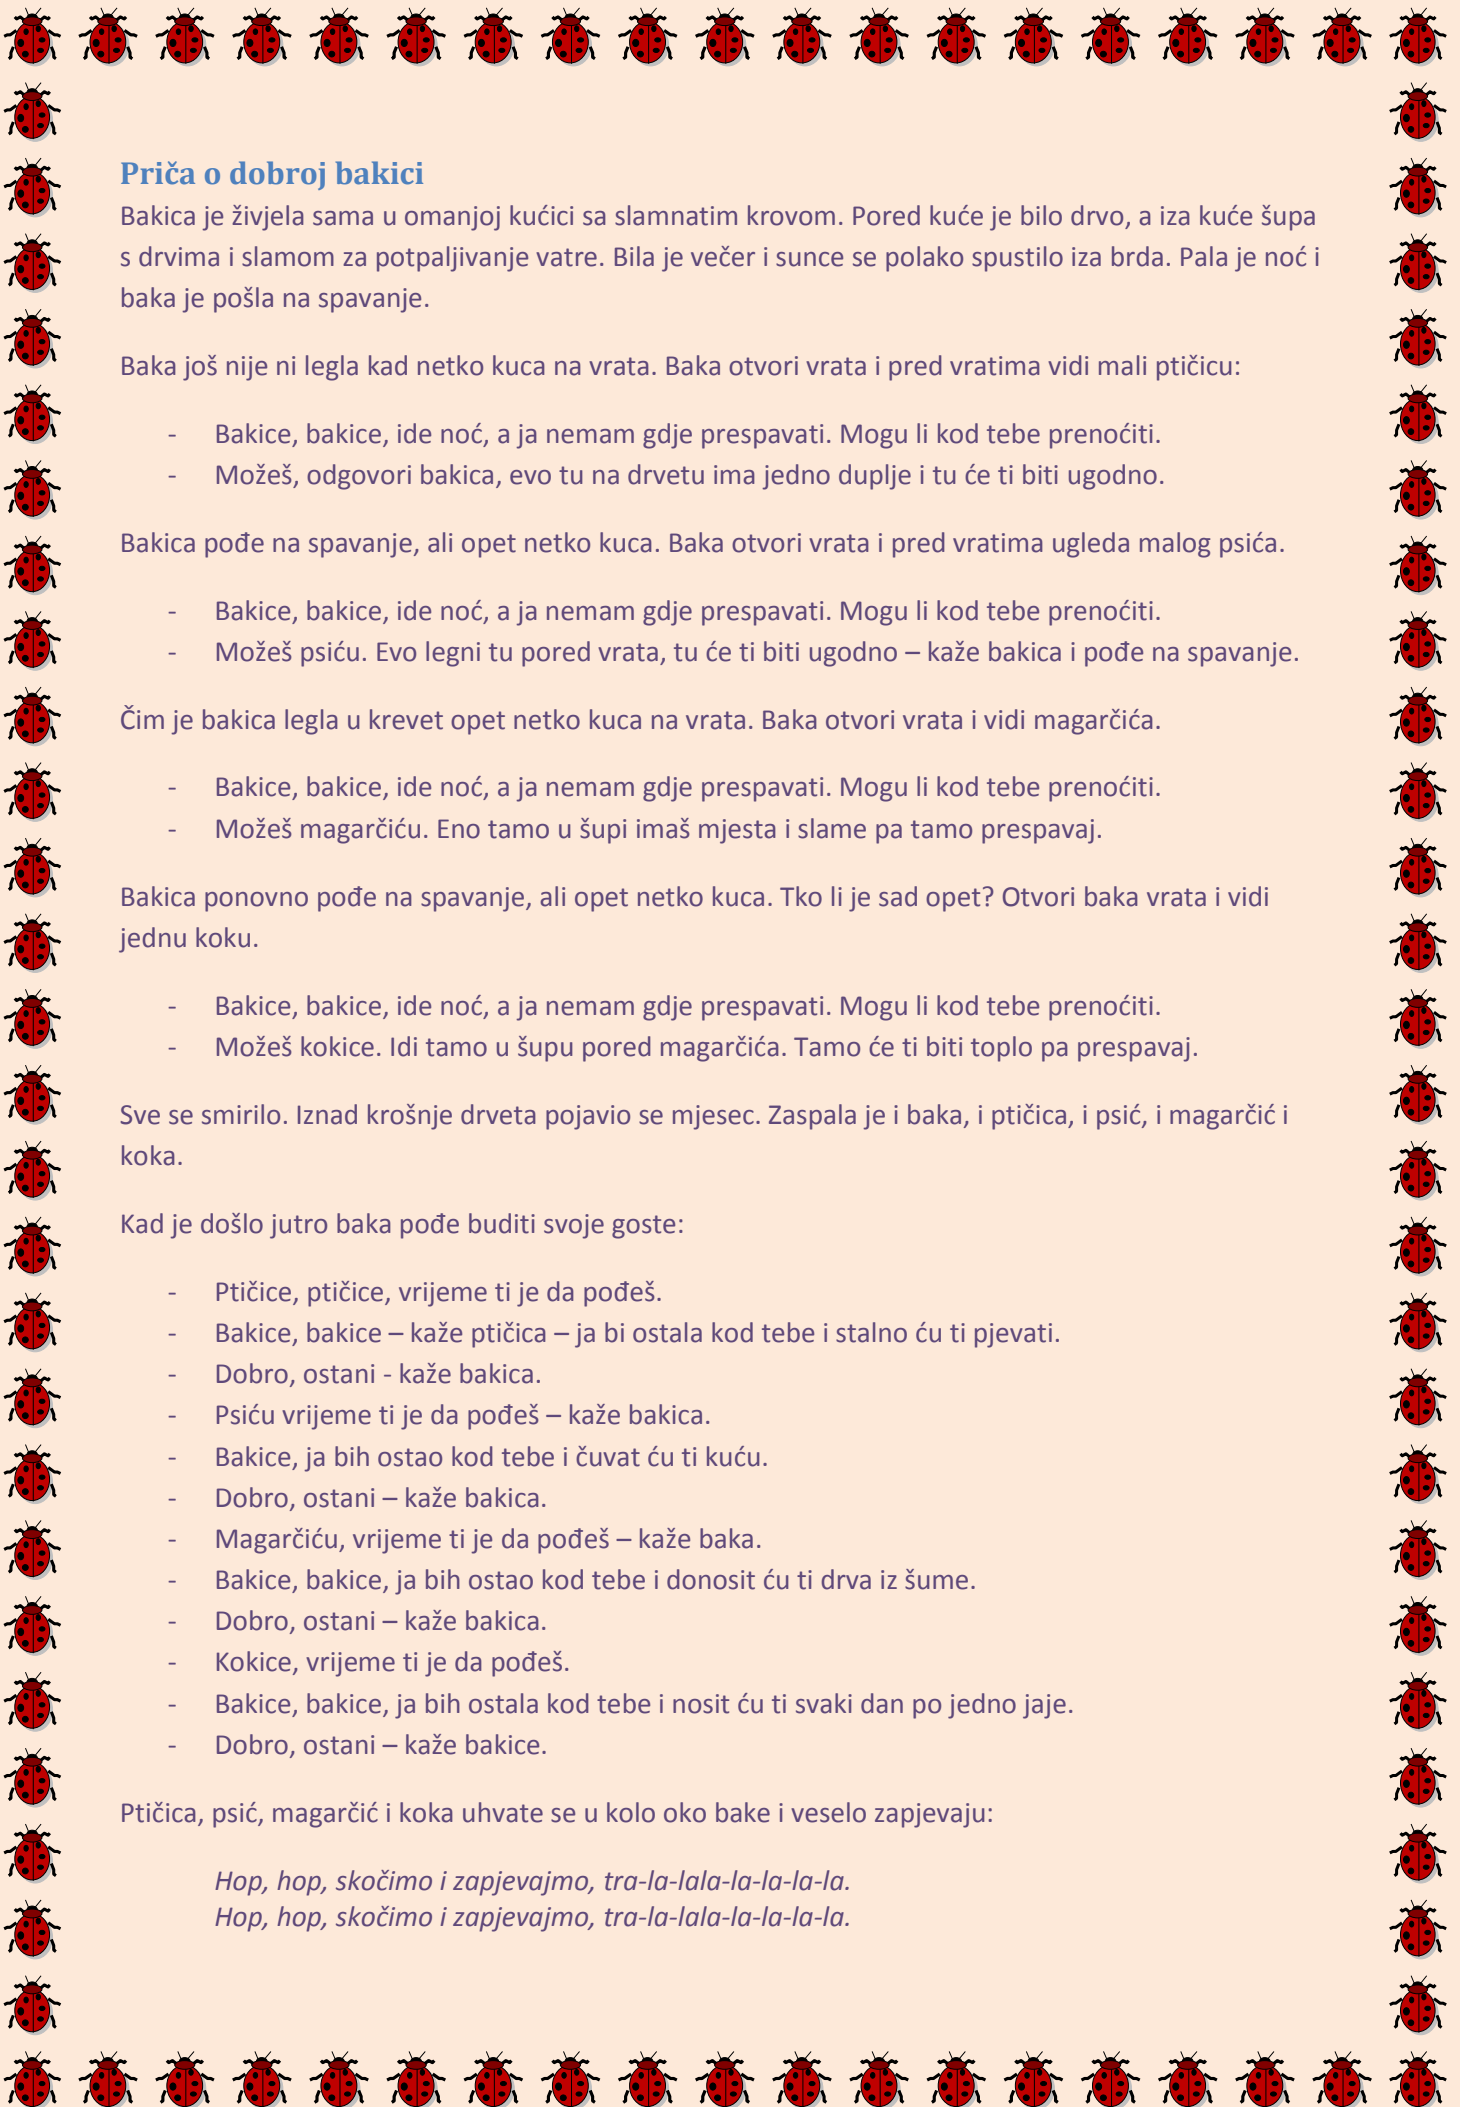 Priča o dobroj bakici
Bakica je živjela sama u omanjoj kućici sa slamnatim krovom. Pored kuće je bilo drvo, a iza kuće šupa
s drvima i slamom za potpaljivanje vatre. Bila je večer i sunce se polako spustilo iza brda. Pala je noć i
baka je pošla na spavanje.
Baka još nije ni legla kad netko kuca na vrata. Baka otvori vrata i pred vratima vidi mali ptičicu:
- Bakice, bakice, ide noć, a ja nemam gdje prespavati. Mogu li kod tebe prenoćiti.
- Možeš, odgovori bakica, evo tu na drvetu ima jedno duplje i tu će ti biti ugodno.
Bakica pođe na spavanje, ali opet netko kuca. Baka otvori vrata i pred vratima ugleda malog psića.
- Bakice, bakice, ide noć, a ja nemam gdje prespavati. Mogu li kod tebe prenoćiti.
- Možeš psiću. Evo legni tu pored vrata, tu će ti biti ugodno – kaže bakica i pođe na spavanje.
Čim je bakica legla u krevet opet netko kuca na vrata. Baka otvori vrata i vidi magarčića.
- Bakice, bakice, ide noć, a ja nemam gdje prespavati. Mogu li kod tebe prenoćiti.
- Možeš magarčiću. Eno tamo u šupi imaš mjesta i slame pa tamo prespavaj.
Bakica ponovno pođe na spavanje, ali opet netko kuca. Tko li je sad opet? Otvori baka vrata i vidi
jednu koku.
- Bakice, bakice, ide noć, a ja nemam gdje prespavati. Mogu li kod tebe prenoćiti.
- Možeš kokice. Idi tamo u šupu pored magarčića. Tamo će ti biti toplo pa prespavaj.
Sve se smirilo. Iznad krošnje drveta pojavio se mjesec. Zaspala je i baka, i ptičica, i psić, i magarčić i
koka.
Kad je došlo jutro baka pođe buditi svoje goste:
- Ptičice, ptičice, vrijeme ti je da pođeš.
- Bakice, bakice – kaže ptičica – ja bi ostala kod tebe i stalno ću ti pjevati.
- Dobro, ostani - kaže bakica.
- Psiću vrijeme ti je da pođeš – kaže bakica.
- Bakice, ja bih ostao kod tebe i čuvat ću ti kuću.
- Dobro, ostani – kaže bakica.
- Magarčiću, vrijeme ti je da pođeš – kaže baka.
- Bakice, bakice, ja bih ostao kod tebe i donosit ću ti drva iz šume.
- Dobro, ostani – kaže bakica.
- Kokice, vrijeme ti je da pođeš.
- Bakice, bakice, ja bih ostala kod tebe i nosit ću ti svaki dan po jedno jaje.
- Dobro, ostani – kaže bakice.
Ptičica, psić, magarčić i koka uhvate se u kolo oko bake i veselo zapjevaju:
Hop, hop, skočimo i zapjevajmo, tra-la-lala-la-la-la-la.
Hop, hop, skočimo i zapjevajmo, tra-la-lala-la-la-la-la.